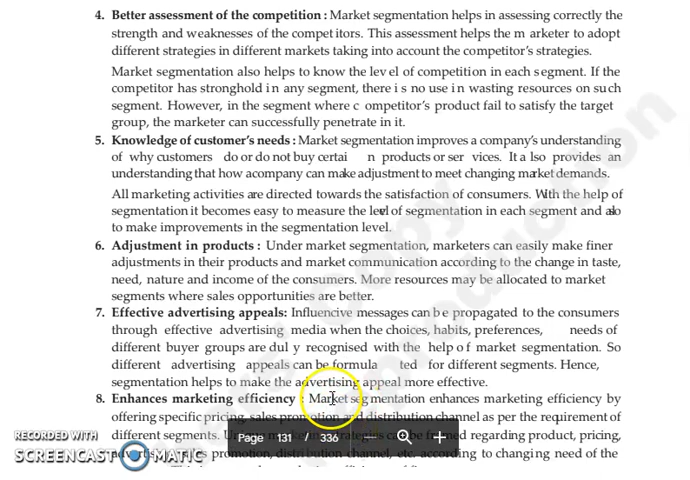 4. Better assessment of the competition : Market segmentation helps in assessing correctly the
strength and weaknesses of the compet itors. This assessment helps the m arketer to adopt
different strategies in different markets taking into account the competitor's strategies.
Market segmentation also helps to know the lev el of competition in each segment. If the
competitor has stronghold in any segment, there i s no use in wasting resources on such
segment. However, in the segment where c ompetitor's product fail to satisfy the target
group, the marketer can successfully penetrate in it.
5. Knowledge of customer's needs : Market segmentation improves a company's understanding
of why customers do or do not buy certai n products or ser vices. It a lso provides an
understanding that how acompany can make adjustment to meet changing market demands.
All marketing activities are directed towards the satisfaction of consumers. With the help of
segmentation it becomes easy to measure the level of segmentation in each segment and also
to make improvements in the segmentation level.
6. Adjustment in products : Under market segmentation, marketers can easily make finer
adjustments in their products and market communication according to the change in taste,
need, nature and income of the consumers. More resources may be allocated to market
segments where sales opportunities are better.
7. Effective advertising appeals: Influencive messages can be propagated to the consumers
through effective advertising media when the choices, habits, preferences, needs of
different buyer groups are dul y recognised with the help of market segmentation. So
different advertising appeals can be formula ted for different segments. Hence,
segmentation helps to make the advertising appeal more effective.
8. Enhances marketing efficiency : Market segmentation enhances marketing efficiency by
offering specific pricing, sales promotion and distribution channel as per the requirement of
different segments. regarding product, pricing,
promotion, distribution channel, etc. according to changing need of the
Page 131 / 336
RECORDED WITH
SCREENCAST MATIC